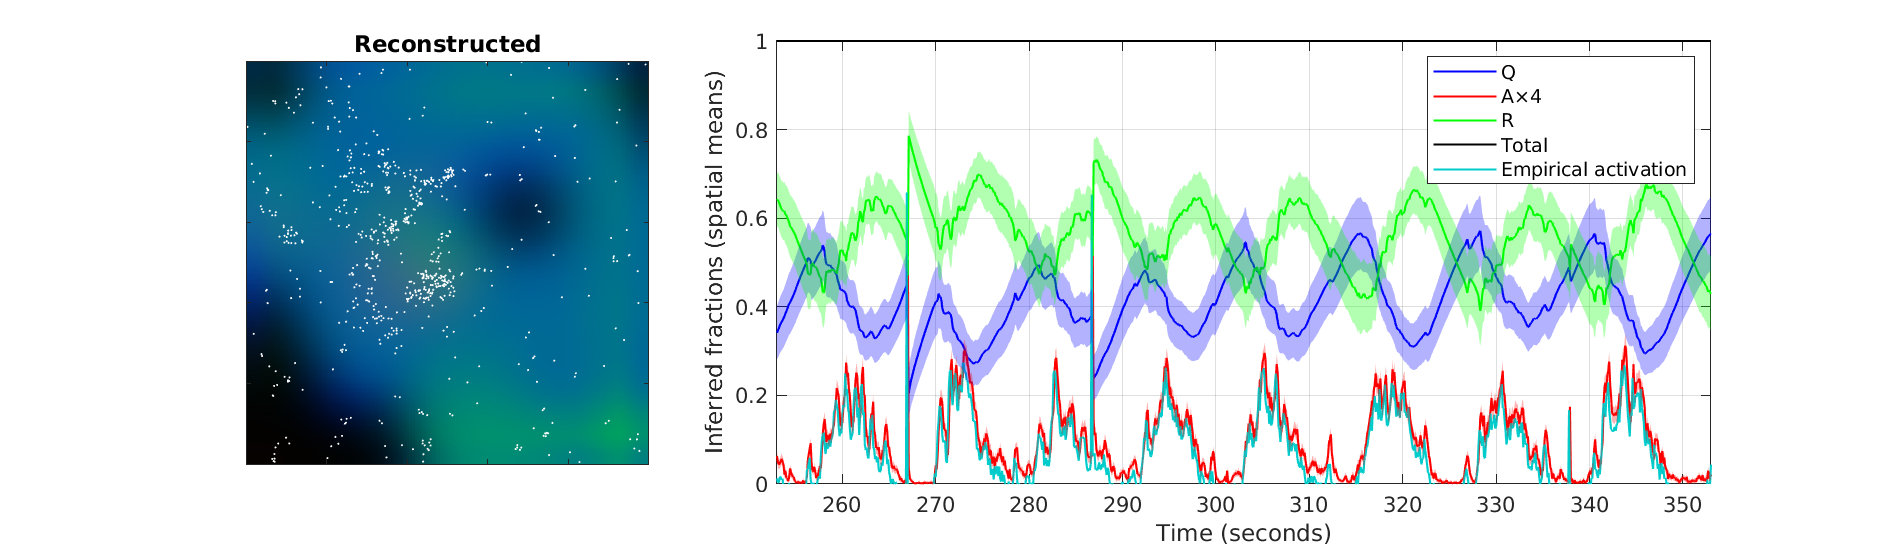 Reconstructed
Inferred fractions (spatial means)
1
0.8
0.6
0.4
0.2
0
Q
A×4
R
Total
Empirical activation
260 270 280 290 300 310 320 330 340 350
Time (seconds)